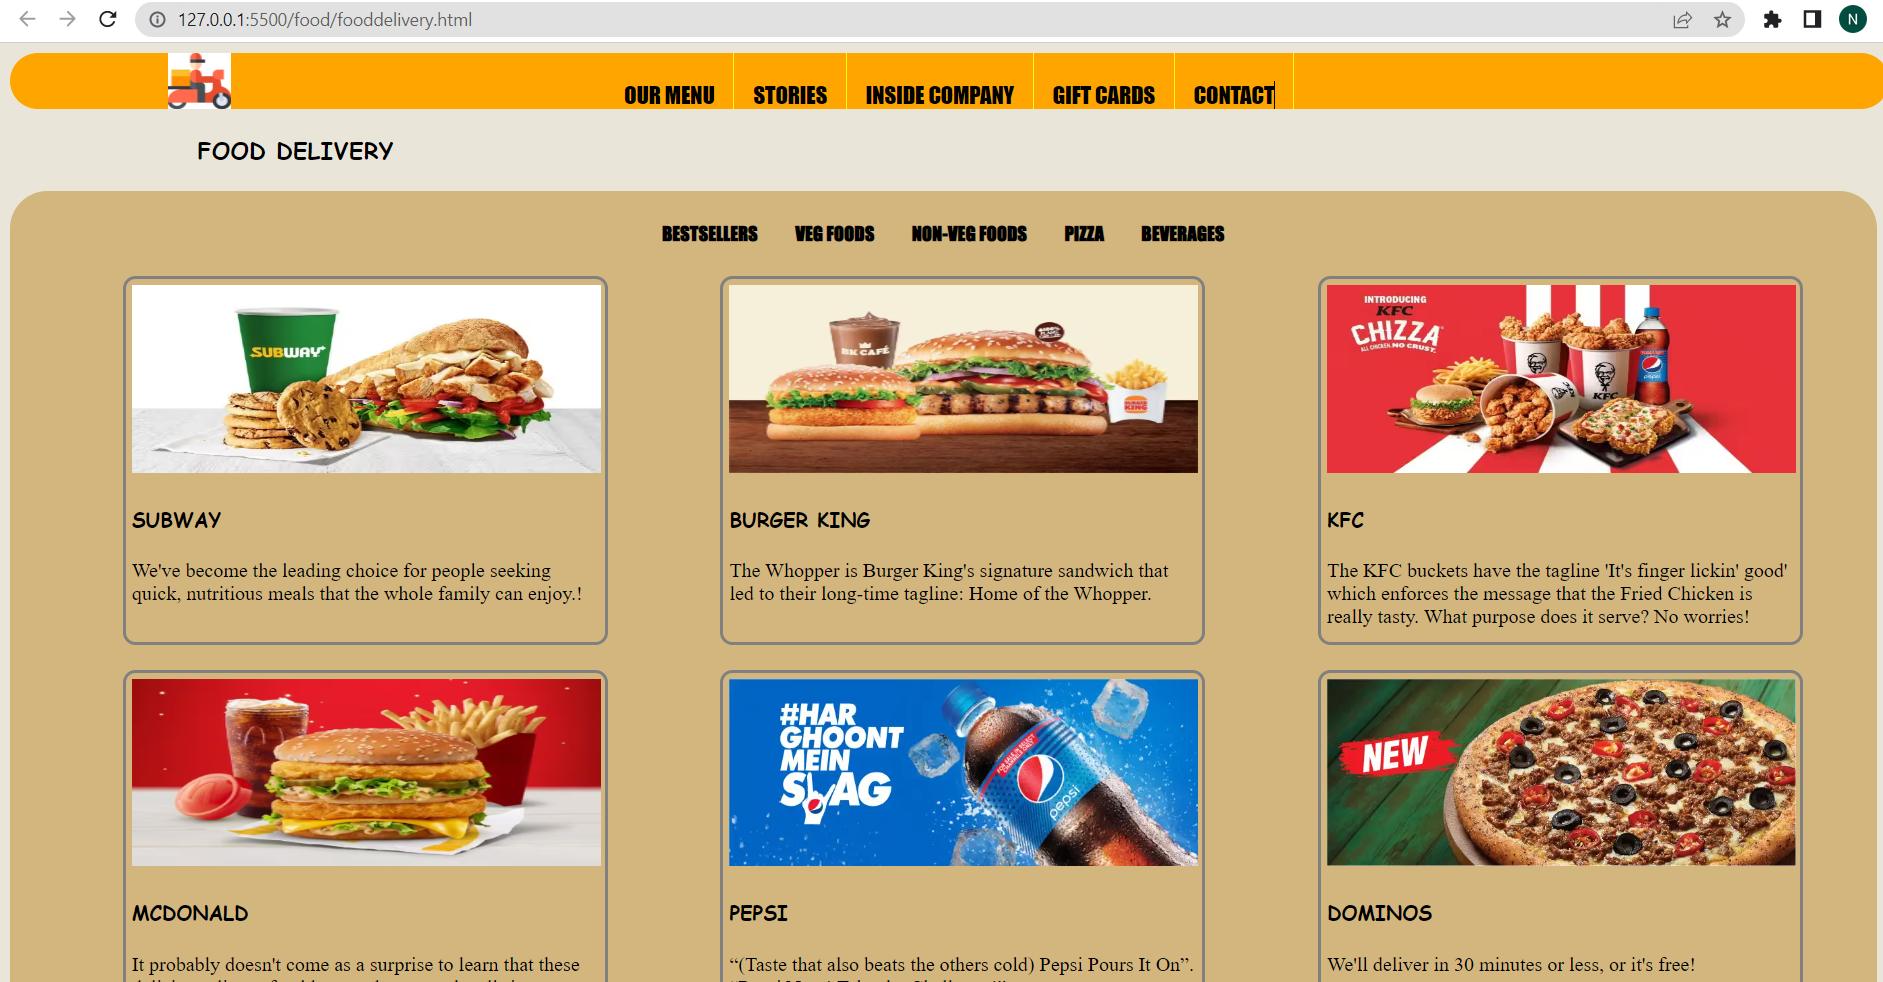 127.0.0.1:5500/food/fooddelivery.html
N
OUR MENU STORIES INSIDE COMPANY GIFT CARDS CONTACT
FOOD DELIVERY
BESTSELLERS VEG FOODS NON-VEG FOODS PIZZA BEVERAGES
SUBWAY
BK CAFÉ
BURGER KING
INTRODUCING
KFC
CHIZZA
ALL CHICKEN. NO CRUST.
KFC
pepsi
SUBWAY
We've become the leading choice for people seeking
quick, nutritious meals that the whole family can enjoy.!
BURGER KING
The Whopper is Burger King's signature sandwich that
led to their long-time tagline: Home of the Whopper.
KFC
The KFC buckets have the tagline 'It's finger lickin' good'
which enforces the message that the Fried Chicken is
really tasty. What purpose does it serve? No worries!
#HAR
GHOONT
MEIN
SWAG
pepsi
NEW
MCDONALD
It probably doesn't come as a surprise to learn that these
PEPSI
“(Taste that also beats the others cold) Pepsi Pours It On”.
DOMINOS
We'll deliver in 30 minutes or less, or it's free!